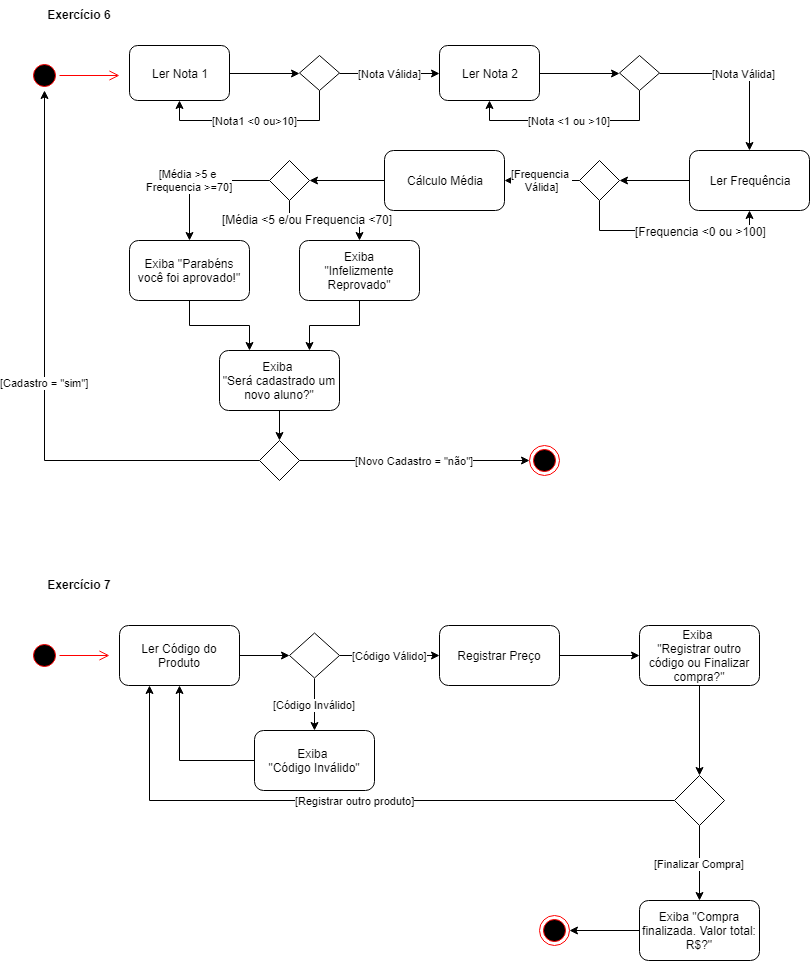 Exercício 6
Ler Nota 1
[Nota Válida]
Ler Nota 2
[Nota Válida]
[Nota1 <0 ou>10]
[Nota <1 ou >10]
[Média >5 e
Frequencia >=70]
Cálculo Média
[Frequencia
Válida]
Ler Frequência
[Média <5 e/ou Frequencia <70]
[Frequencia <0 ou >100]
Exiba "Parabéns
você foi aprovado!"
Exiba
"Infelizmente
Reprovado"
Exiba
"Será cadastrado um
novo aluno?"
[Cadastro = "sim"]
[Novo Cadastro = "não"]
Exercício 7
Ler Código do
Produto
[Código Válido]
Registrar Preço
Exiba
"Registrar outro
código ou Finalizar
compra?"
[Código Inválido]
Exiba
"Código Inválido"
[Registrar outro produto]
[Finalizar Compra]
Exiba "Compra
finalizada. Valor total:
R$?"